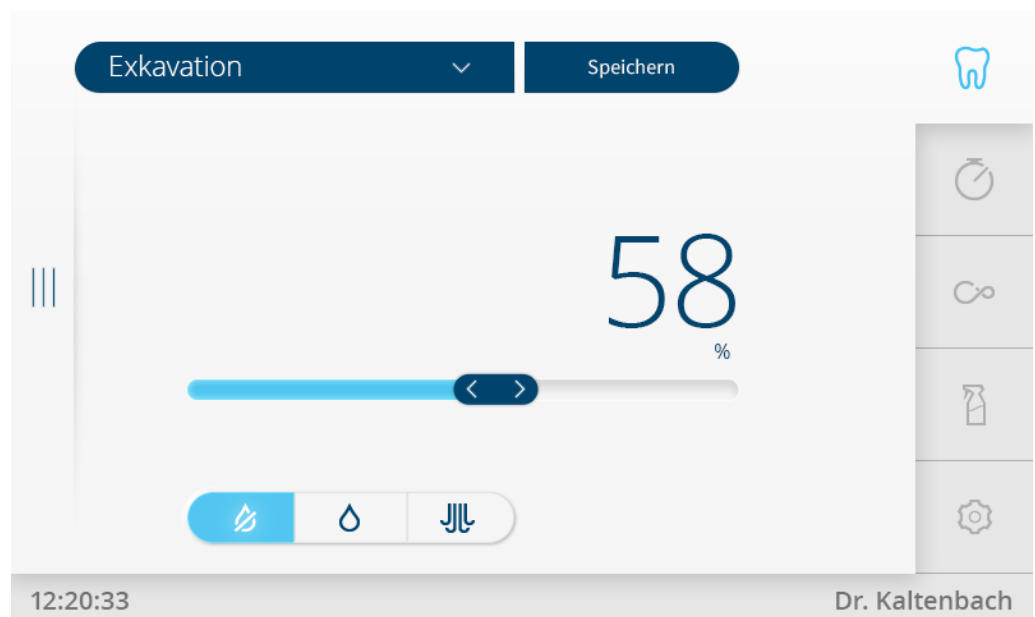 Exkavation
Speichern
58
%
12:20:33
Dr. Kaltenbach